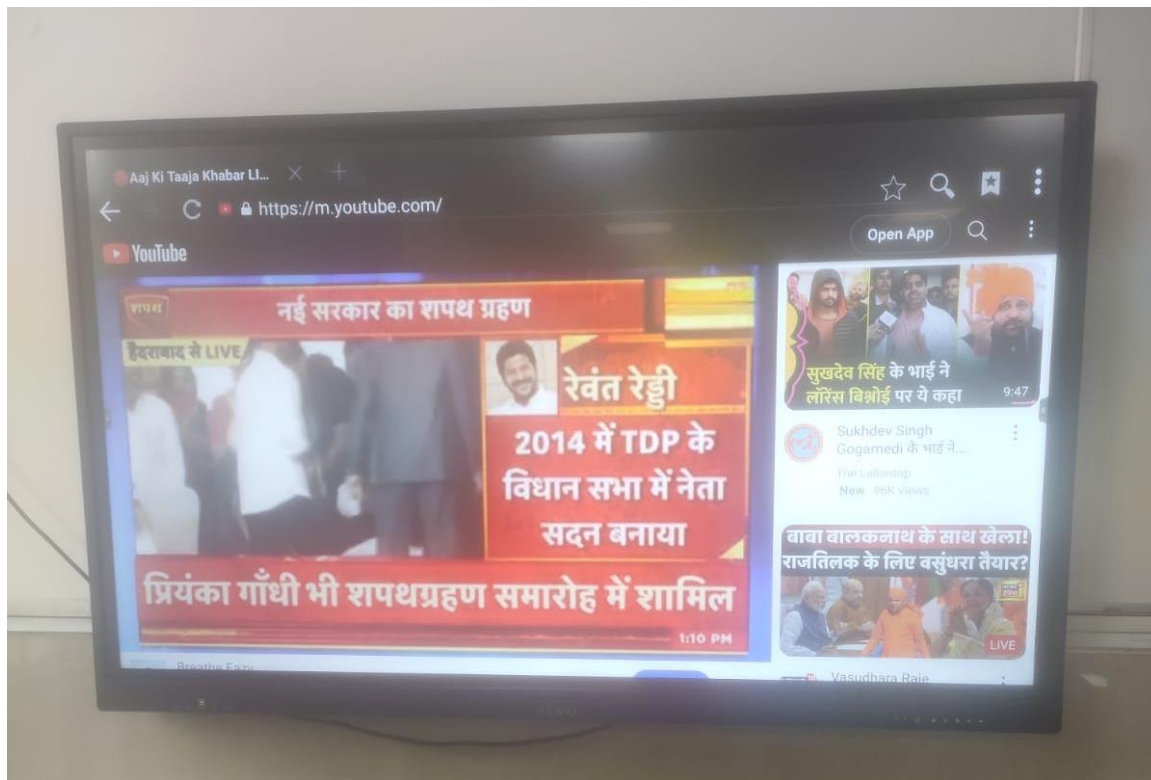 Aaj Ki Taaja Khabar LI...
https://m.youtube.com/
Open App
YouTube
शपथ
नई सरकार का शपथ ग्रहण
हैदराबाद से LIVE
रेवंत रेड्डी
2014 में TDP के
विधान सभा में नेता
सदन बनाया
प्रियंका गाँधी भी शपथग्रहण समारोह में शामिल
1:10 PM
Breathe Eazy
सुखदेव सिंह के भाई ने
लॉरेंस बिश्नोई पर ये कहा
9:47
Sukhdev Singh
Gogamedi के भाई ने...
The Lallantop
New 96K views
बाबा बालकनाथ के साथ खेला!
राजतिलक के लिए वसुंधरा तैयार?
LIVE
Vasudhara Raje